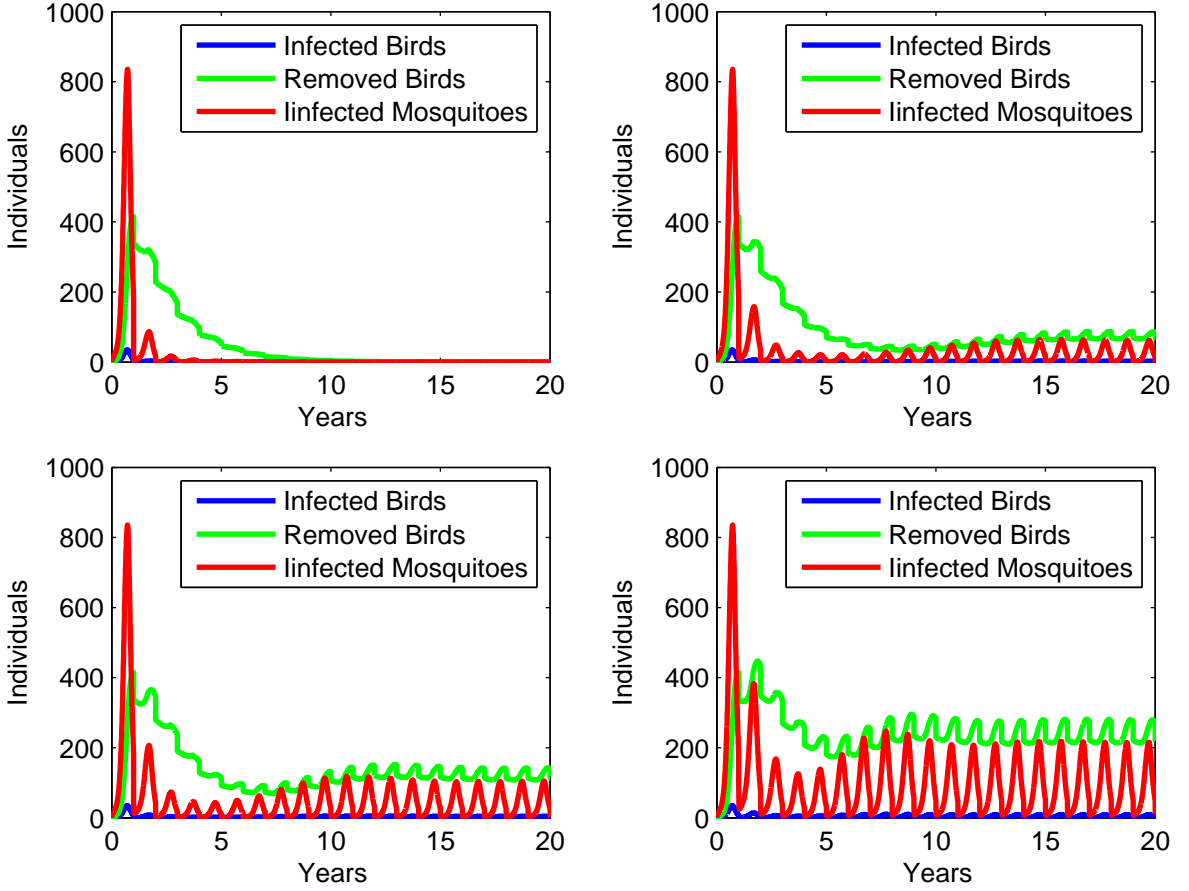 1000
800
600
400
200
0
Individuals
Infected Birds
Removed Birds
Iinfected Mosquitoes
0 5 10 15 20
Years
1000
800
600
400
200
0
Individuals
Infected Birds
Removed Birds
Iinfected Mosquitoes
0 5 10 15 20
Years
1000
800
600
400
200
0
Individuals
Infected Birds
Removed Birds
Iinfected Mosquitoes
0 5 10 15 20
Years
1000
800
600
400
200
0
Individuals
Infected Birds
Removed Birds
Iinfected Mosquitoes
0 5 10 15 20
Years